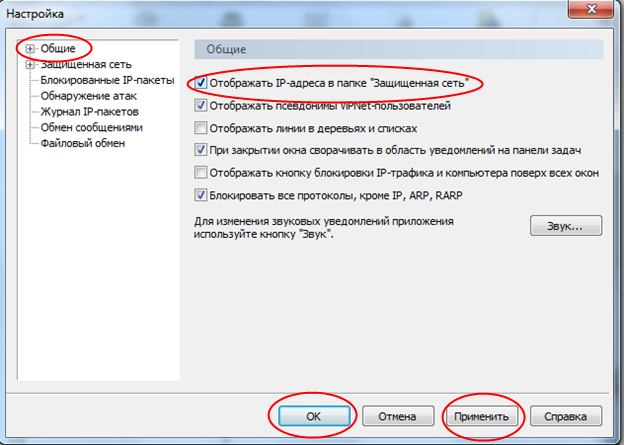 Настройка
Общие
Защищенная сеть
Блокированные IP-пакеты
Обнаружение атак
Журнал IP-пакетов
Обмен сообщениями
Файловый обмен
Общие
Отображать IP-адреса в папке "Защищенная сеть"
Отображать псевдонимы ViPNet-пользователей
Отображать линии в деревьях и списках
При закрытии окна сворачивать в область уведомлений на панели задач
Отображать кнопку блокировки IP-трафика и компьютера поверх всех окон
Блокировать все протоколы, кроме IP, ARP, RARP
Для изменения звуковых уведомлений приложения
используйте кнопку "Звук".
Звук...
OK
Отмена
Применить
Справка